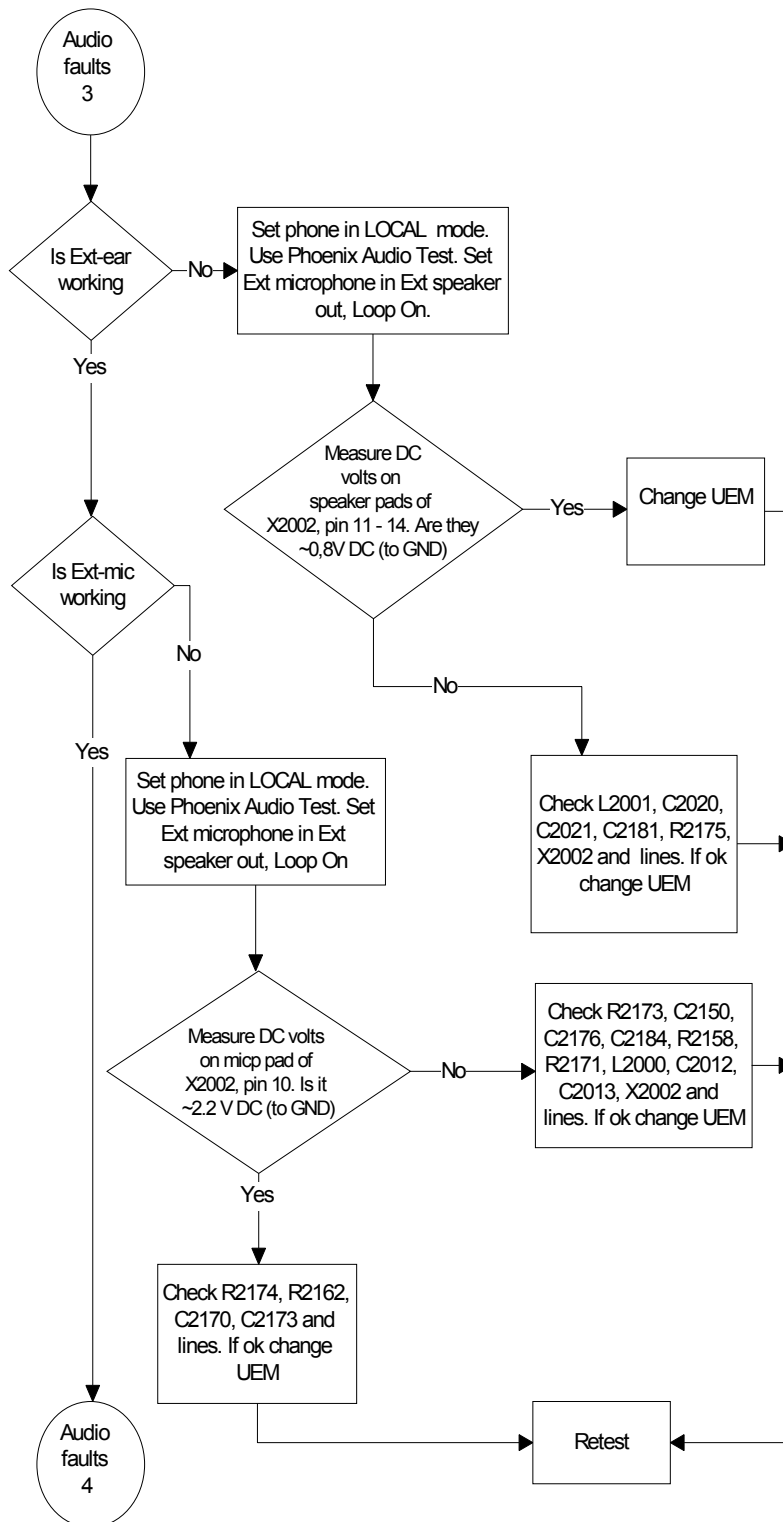 Audio
faults
3
Is Ext-ear
working
No
Set phone in LOCAL mode.
Use Phoenix Audio Test. Set
Ext microphone in Ext speaker
out, Loop On.
Yes
Measure DC
volts on
speaker pads of
X2002, pin 11 - 14. Are they
~0,8V DC (to GND)
Yes
Change UEM
Is Ext-mic
working
No
No
Yes
Set phone in LOCAL mode.
Use Phoenix Audio Test. Set
Ext microphone in Ext
speaker out, Loop On
Check L2001, C2020,
C2021, C2181, R2175,
X2002 and lines. If ok
change UEM
Measure DC volts
on micp pad of
X2002, pin 10. Is it
~2.2 V DC (to GND)
No
Check R2173, C2150,
C2176, C2184, R2158,
R2171, L2000, C2012,
C2013, X2002 and
lines. If ok change UEM
Yes
Check R2174, R2162,
C2170, C2173 and
lines. If ok change
UEM
Audio
faults
4
Retest